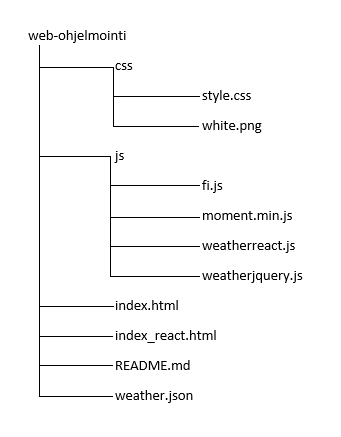 web-ohjelmointi
css
style.css
white.png
js
fi.js
moment.min.js
weatherreact.js
weatherjquery.js
index.html
index_react.html
README.md
weather.json